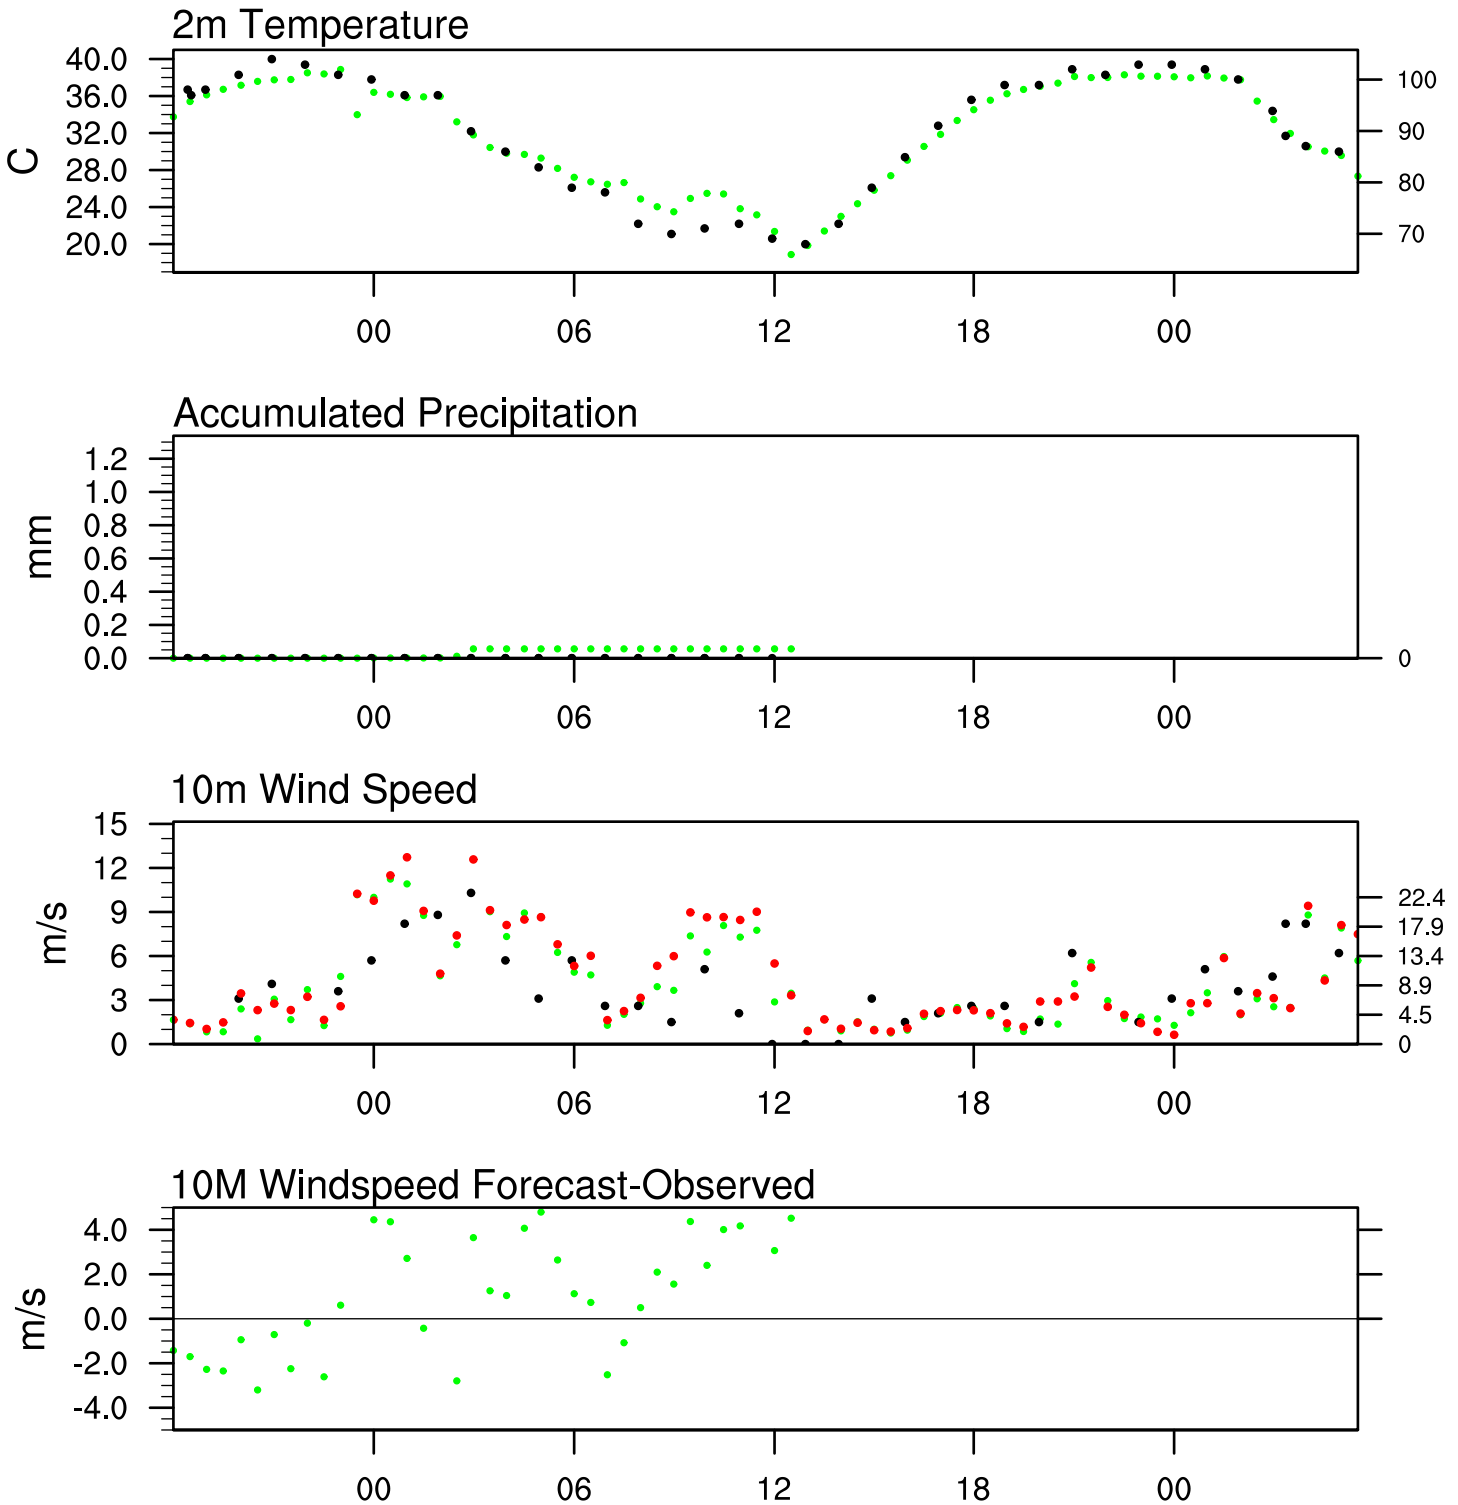 2m Temperature
40.0
36.0
32.0
28.0
24.0
20.0
C
100
90
80
70
00 06 12 18 00
Accumulated Precipitation
1.2
1.0
0.8
0.6
0.4
0.2
0.0
mm
0
00 06 12 18 00
10m Wind Speed
15
12
9
6
3
0
m/s
22.4
17.9
13.4
8.9
4.5
0
00 06 12 18 00
10M Windspeed Forecast-Observed
4.0
2.0
0.0
-2.0
-4.0
m/s
00 06 12 18 00